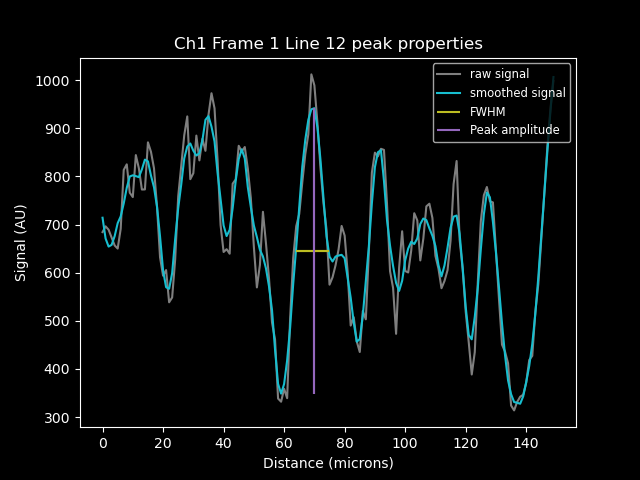 Ch1 Frame 1 Line 12 peak properties
raw signal
smoothed signal
FWHM
Peak amplitude
1000
900
800
700
600
500
400
300
Signal (AU)
0 20 40 60 80 100 120 140
Distance (microns)